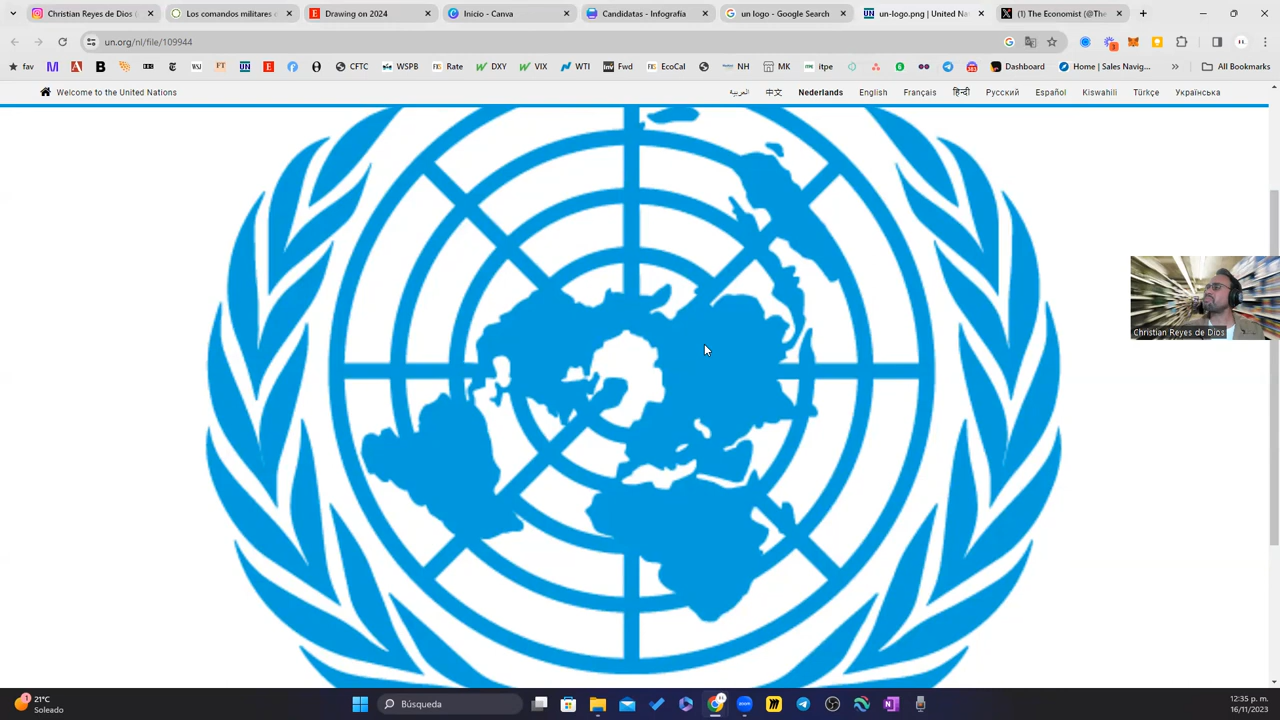 Christian Reyes de Dios (
Los comandos militares e
Drawing on 2024
Inicio - Canva
Candidatas - Infografía
un logo - Google Search
un-logo.png | United Na
(1) The Economist (@The
un.org/nl/file/109944
fav
WSJ
FT
CFTC
WSPB
Rate
DXY
VIX
WTI
Fwd
EcoCal
NH
MK
itpe
Dashboard
Home | Sales Navig...
All Bookmarks
Welcome to the United Nations
العربية
中文
Nederlands
English
Français
हिन्दी
Русский
Español
Kiswahili
Türkçe
Українська
Christian Reyes de Dios
21°C
Soleado
Búsqueda
12:35 p. m.
16/11/2023